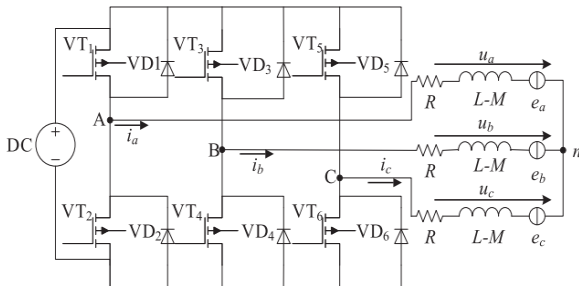 VT1 VD1 VT3 VD3 VT5 VD5
ua
R L-M ea
A ia
ub
DC + −
B ib
R L-M eb
n
C ic
uc
R L-M ec
VT2 VD2 VT4 VD4 VT6 VD6